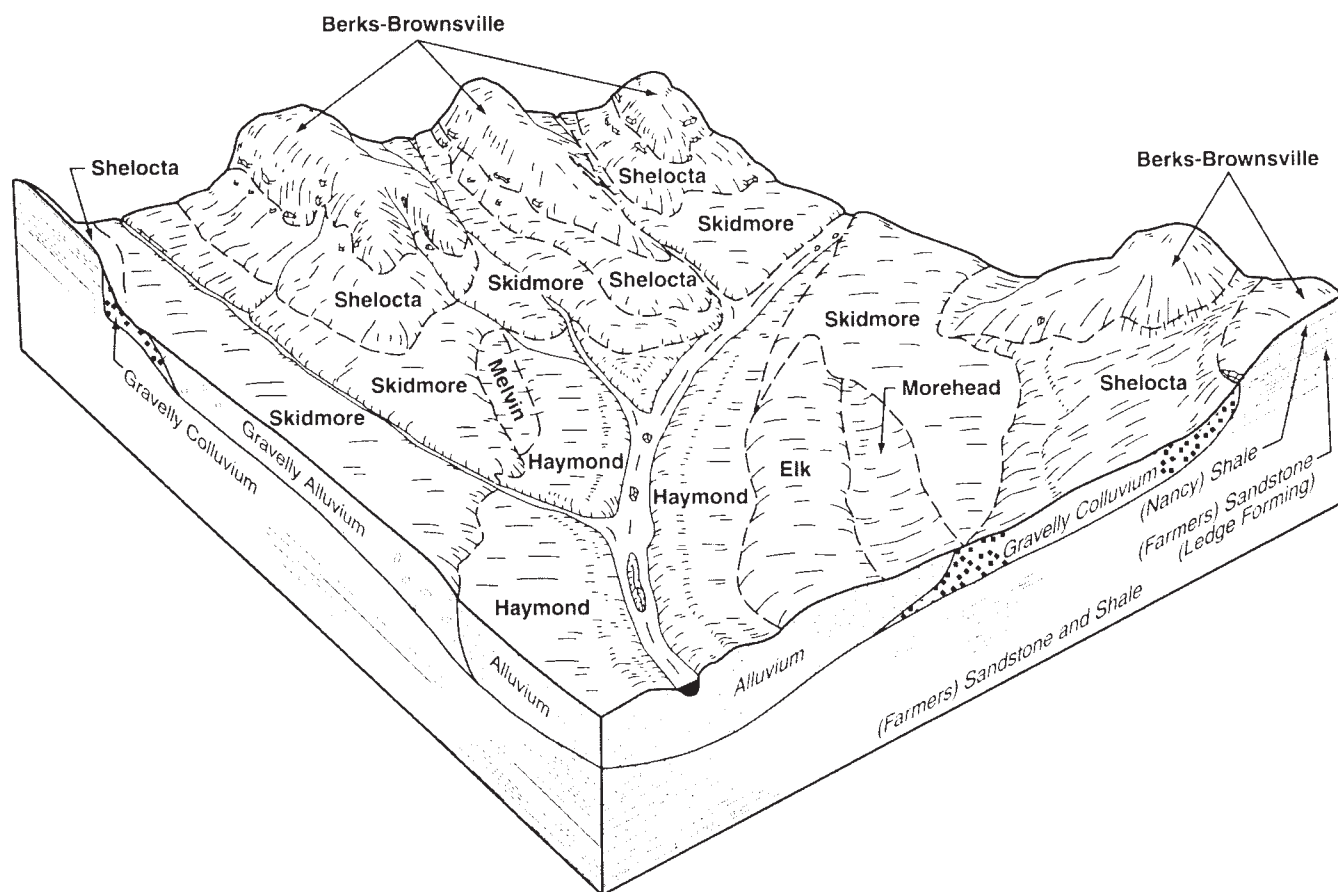 Berks-Brownsville
Shelocta
Berks-Brownsville
Shelocta
Skidmore
Shelocta
Skidmore
Shelocta
Skidmore
Skidmore
Melvin
Morehead
Shelocta
Skidmore
Haymond
Haymond
Elk
Gravelly Colluvium
Gravelly Alluvium
Haymond
Alluvium
Alluvium
Gravelly Colluvium
(Nancy) Shale
(Farmers) Sandstone
(Ledge Forming)
(Farmers) Sandstone and Shale